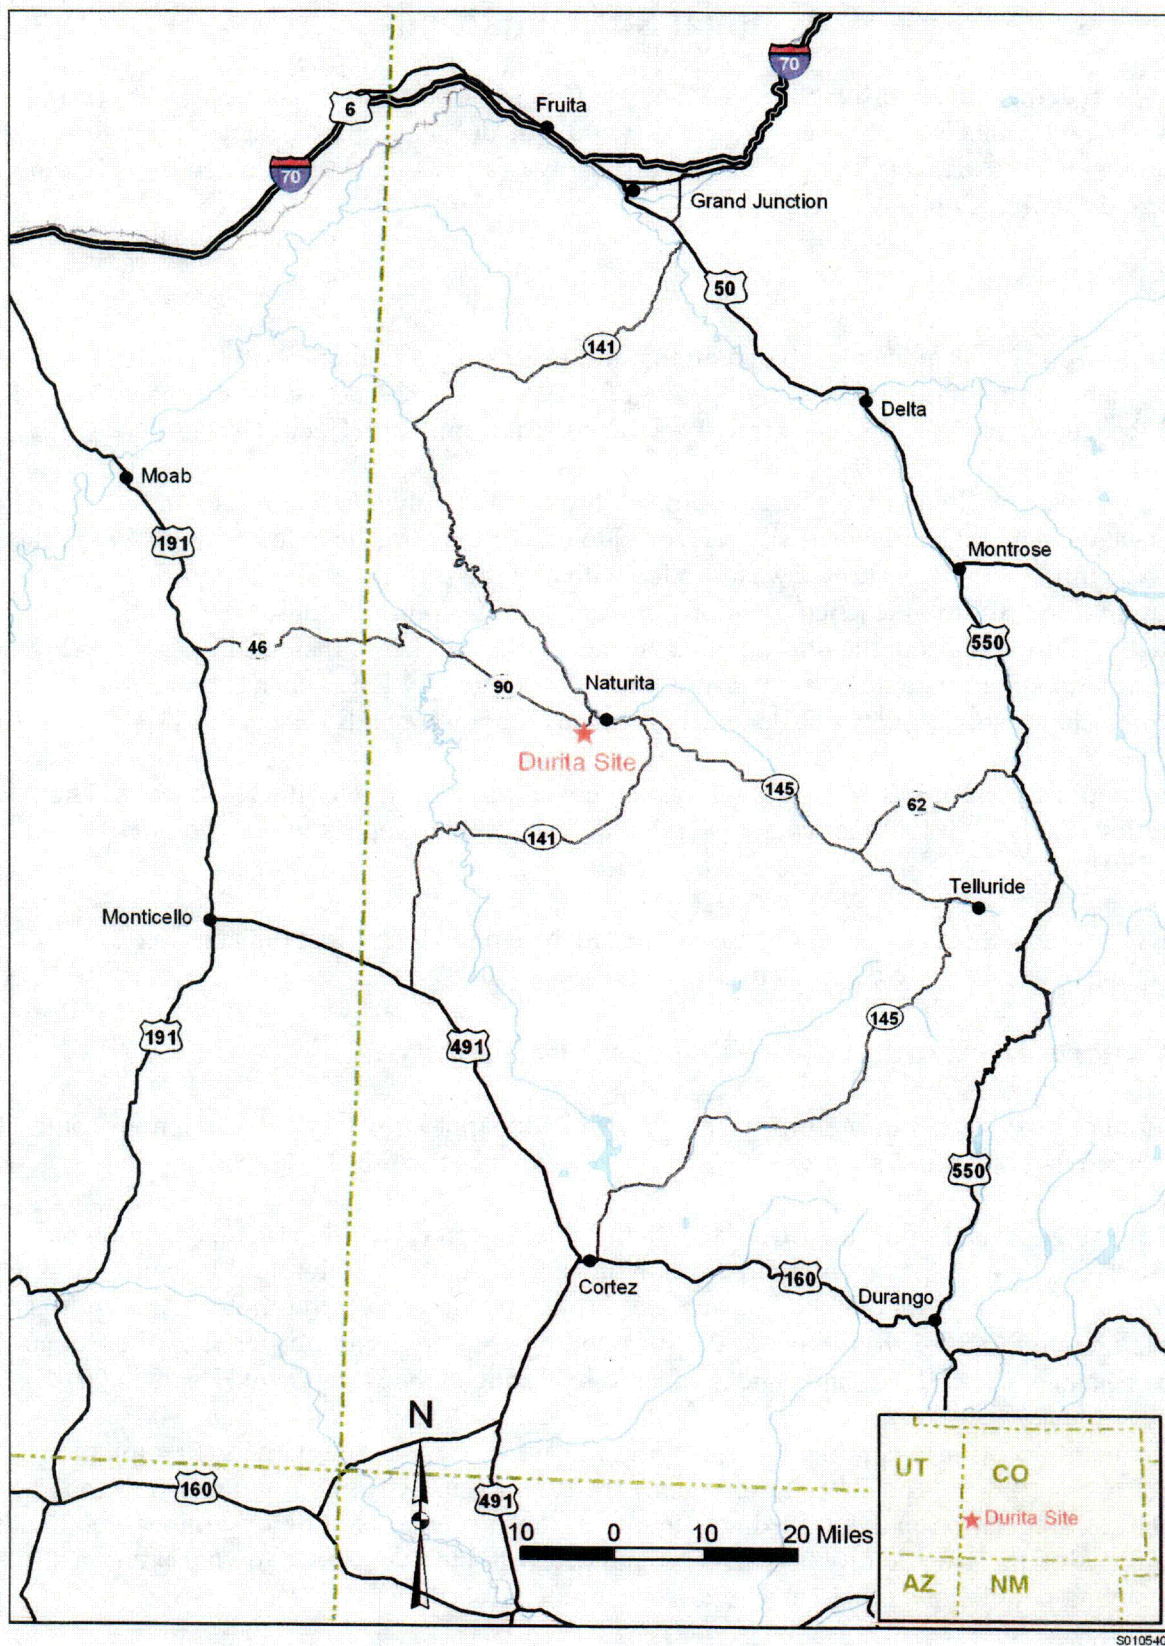 70
6
Fruita
70
Grand Junction
50
141
Delta
Moab
191
Montrose
550
46
90
Naturita
Durita Site
145
62
141
Telluride
Monticello
145
191
491
550
Cortez
160
Durango
N
160
491
10 0 10 20 Miles
UT CO
Durita Site
AZ NM